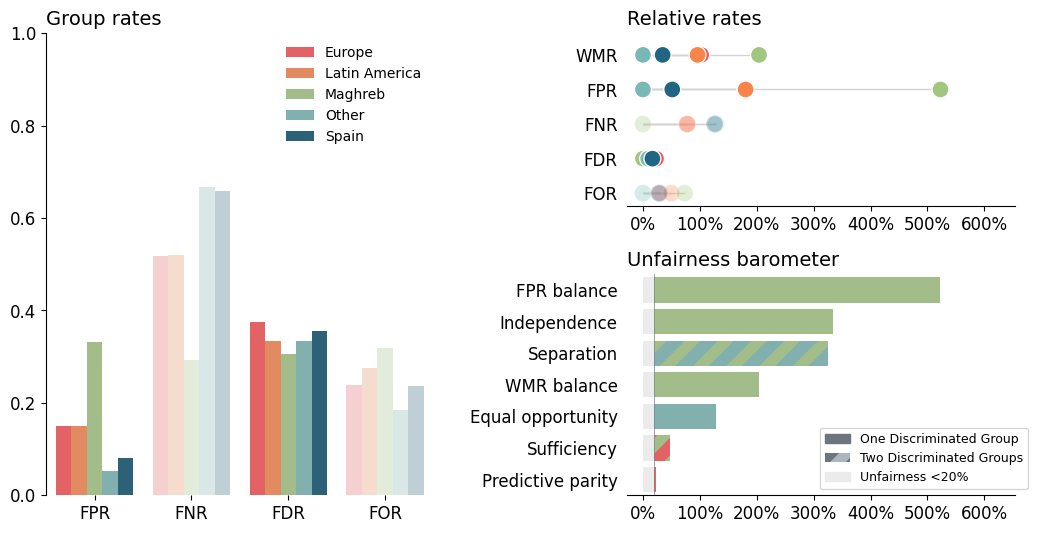 Group rates
1.0
0.8
0.6
0.4
0.2
0.0
Europe
Latin America
Maghreb
Other
Spain
FPR FNR FDR FOR
Relative rates
WMR
FPR
FNR
FDR
FOR
0% 100% 200% 300% 400% 500% 600%
Unfairness barometer
FPR balance
Independence
Separation
WMR balance
Equal opportunity
Sufficiency
Predictive parity
One Discriminated Group
Two Discriminated Groups
Unfairness <20%
0% 100% 200% 300% 400% 500% 600%